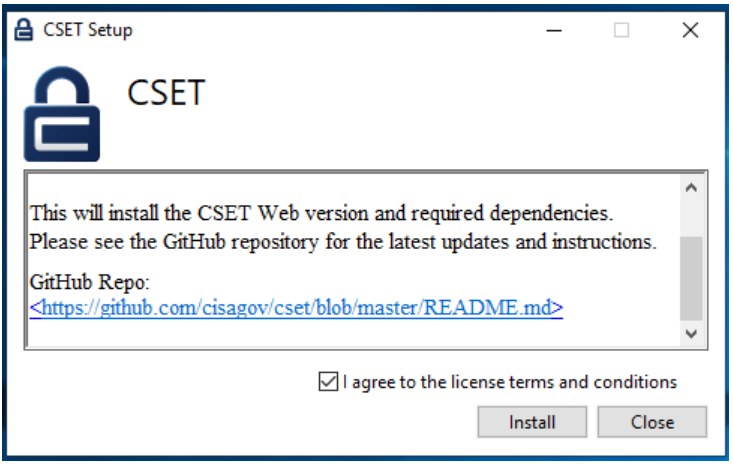 CSET Setup
CSET
This will install the CSET Web version and required dependencies.
Please see the GitHub repository for the latest updates and instructions.
GitHub Repo:
<https://github.com/cisagov/cset/blob/master/README.md>
I agree to the license terms and conditions
Install Close